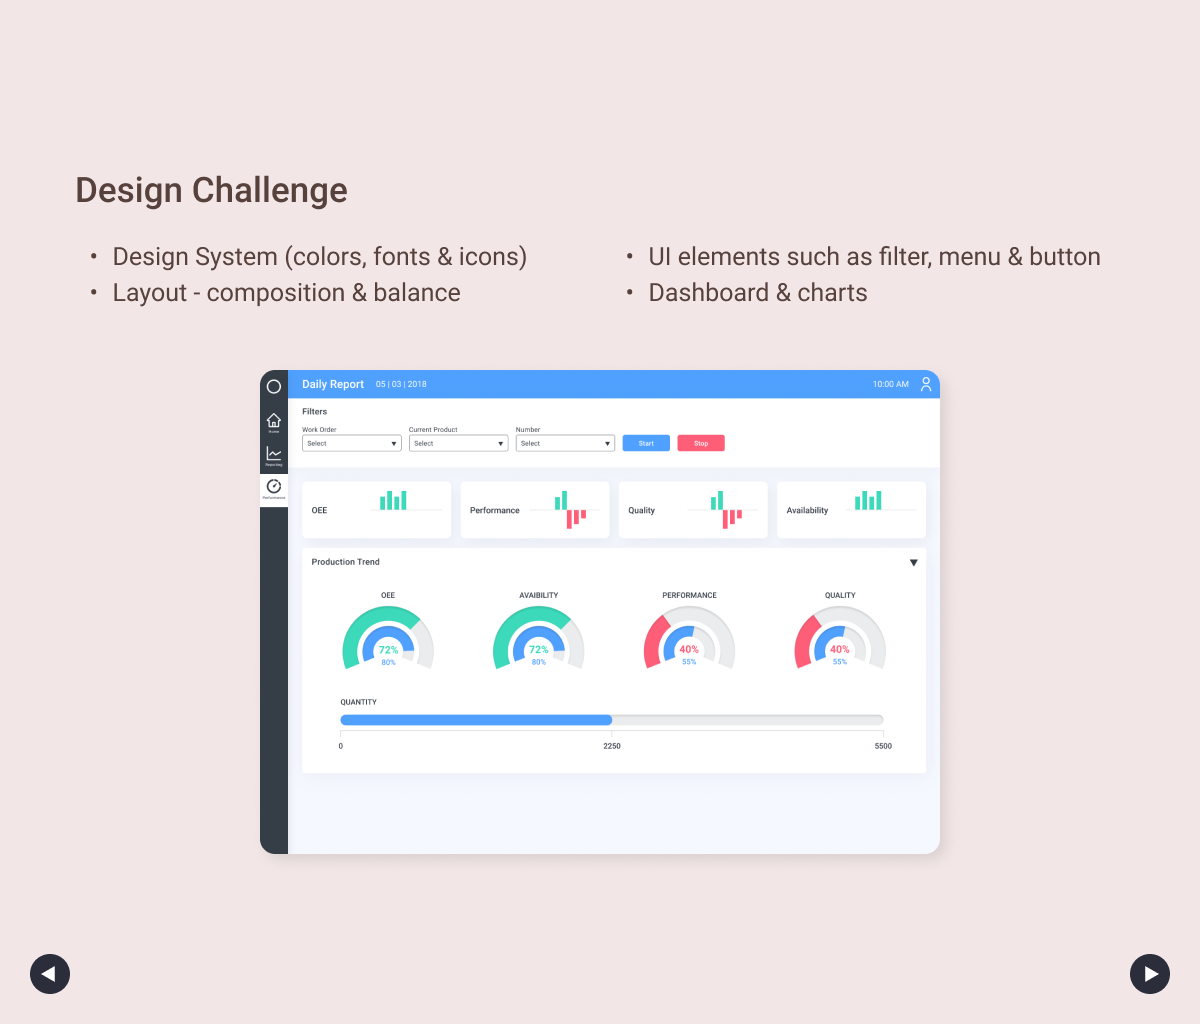 Design Challenge
• Design System (colors, fonts & icons)
• Layout - composition & balance
• UI elements such as filter, menu & button
• Dashboard & charts
Daily Report 05 | 03 | 2018 10:00 AM
Filters
Work Order Current Product Number
Select Select Select Start Stop
Home
Reporting
Performance
OEE Performance Quality Availability
Production Trend
OEE AVAIBILITY PERFORMANCE QUALITY
72% 72% 40% 40%
80% 80% 55% 55%
QUANTITY
0 2250 5500